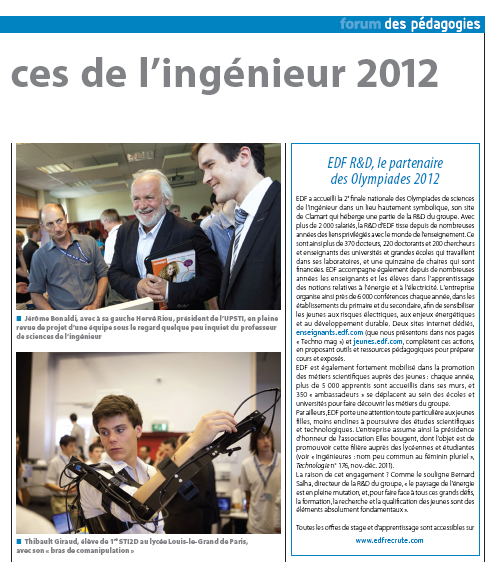 forum des pédagogies
ces de l'ingénieur 2012
■ Jérôme Bonaldi, avec à sa gauche Hervé Riou, président de l'UPSTI, en pleine
revue de projet d'une équipe sous le regard quelque peu inquiet du professeur
de sciences de l'ingénieur
■ Thibault Giraud, élève de 1re STI2D au lycée Louis-le-Grand de Paris,
avec son « bras de comanipulation »
EDF R&D, le partenaire
des Olympiades 2012
EDF a accueilli la 2e finale nationale des Olympiades de sciences
de l'Ingénieur dans un lieu hautement symbolique, son site
de Clamart qui héberge une partie de la R&D du groupe. Avec
plus de 2 000 salariés, la R&D d'EDF tisse depuis de nombreuses
années des liens privilégiés avec le monde de l'enseignement. Ce
sont ainsi plus de 370 docteurs, 220 doctorants et 200 chercheurs
et enseignants des universités et grandes écoles qui travaillent
dans ses laboratoires, et une quinzaine de chaires qui sont
financées. EDF accompagne également depuis de nombreuses
années les enseignants et les élèves dans l'apprentissage
des notions relatives à l'énergie et à l'électricité. L'entreprise
organise ainsi près de 6 000 conférences chaque année, dans les
établissements du primaire et du secondaire, afin de sensibiliser
les jeunes aux risques électriques, aux enjeux énergétiques
et au développement durable. Deux sites Internet dédiés,
enseignants.edf.com (que nous présentons dans nos pages
« Techno mag ») et jeunes.edf.com, complètent ces actions,
en proposant outils et ressources pédagogiques pour préparer
cours et exposés.
EDF est également fortement mobilisé dans la promotion
des métiers scientifiques auprès des jeunes : chaque année,
plus de 5 000 apprentis sont accueillis dans ses murs, et
350 « ambassadeurs » se déplacent au sein des écoles et
universités pour faire découvrir les métiers du groupe.
Par ailleurs, EDF porte une attention toute particulière aux jeunes
filles, moins enclines à poursuivre des études scientifiques
et technologiques. L'entreprise assume ainsi la présidence
d'honneur de l'association Elles bougent, dont l'objet est de
promouvoir cette filière auprès des lycéennes et étudiantes
(voir « Ingénieures : nom peu commun au féminin pluriel »,
Technologie n° 176, nov.-déc. 2011).
La raison de cet engagement ? Comme le souligne Bernard
Salha, directeur de la R&D du groupe, « le paysage de l'énergie
est en pleine mutation, et, pour faire face à tous ces grands défis,
la formation, la recherche et la qualification des jeunes sont des
éléments absolument fondamentaux ».
Toutes les offres de stage et d'apprentissage sont accessibles sur
www.edfrecrute.com